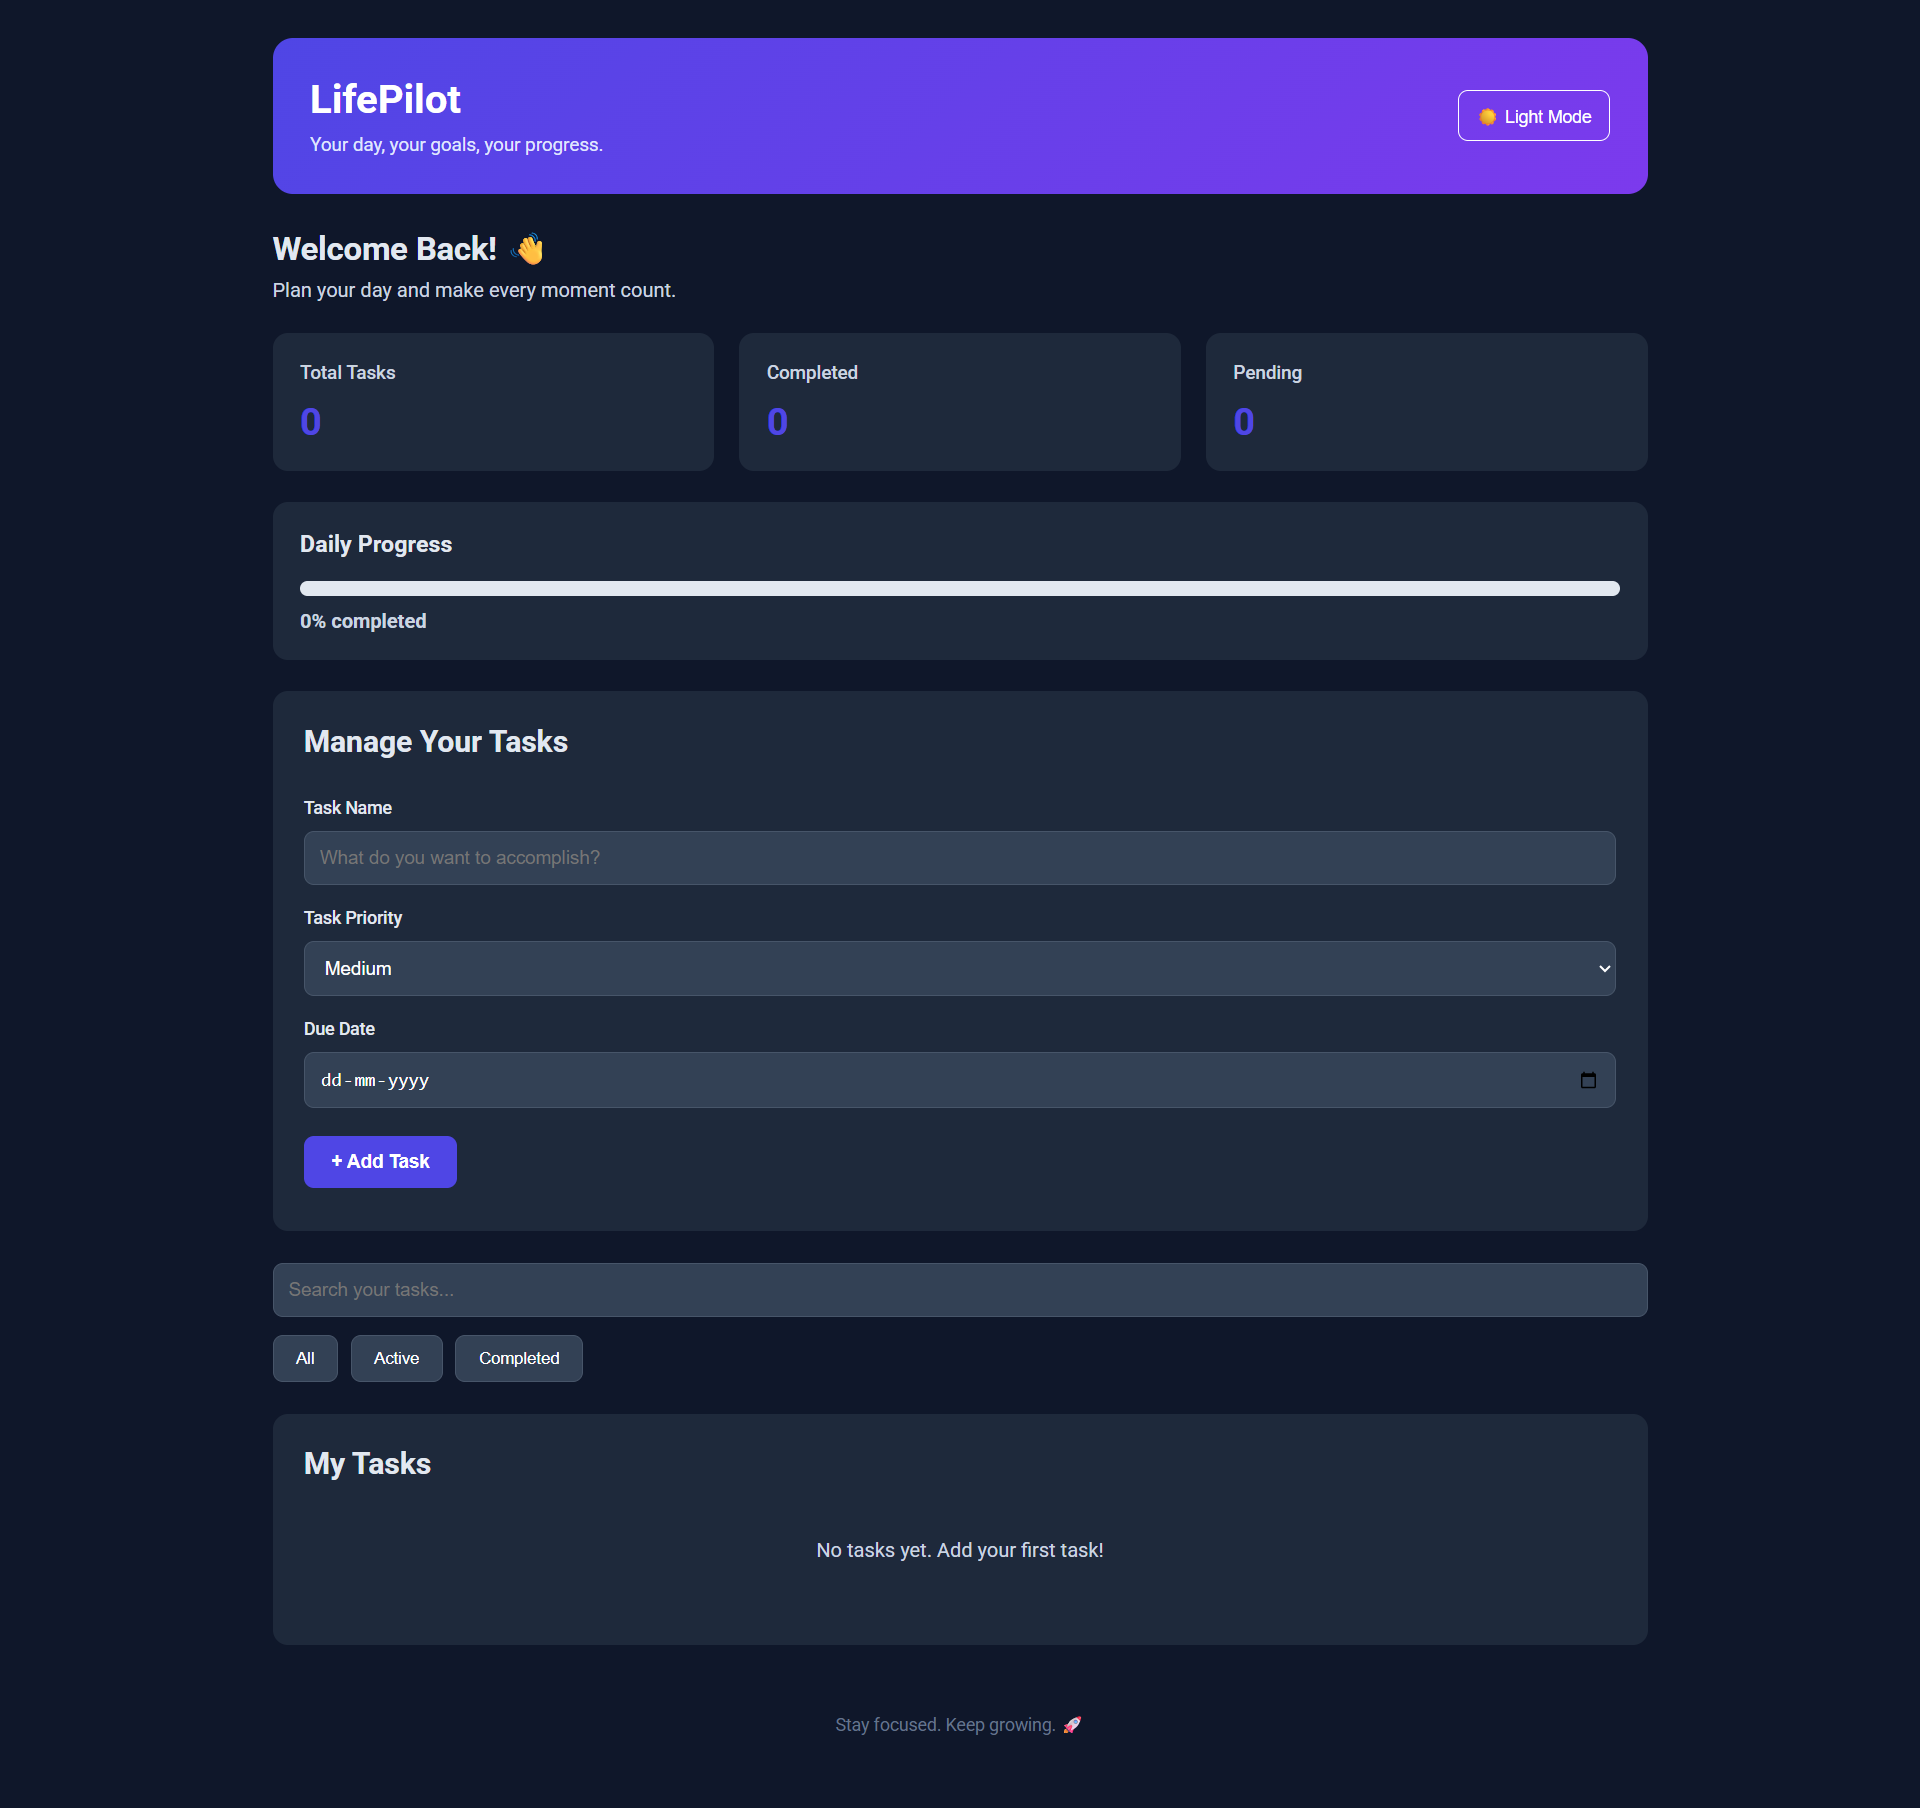 LifePilot
Your day, your goals, your progress.
Light Mode
Welcome Back! 👋
Plan your day and make every moment count.
Total Tasks
0
Completed
0
Pending
0
Daily Progress
0% completed
Manage Your Tasks
Task Name
What do you want to accomplish?
Task Priority
Medium
Due Date
dd-mm-yyyy
+ Add Task
Search your tasks...
All
Active
Completed
My Tasks
No tasks yet. Add your first task!
Stay focused. Keep growing. 🚀